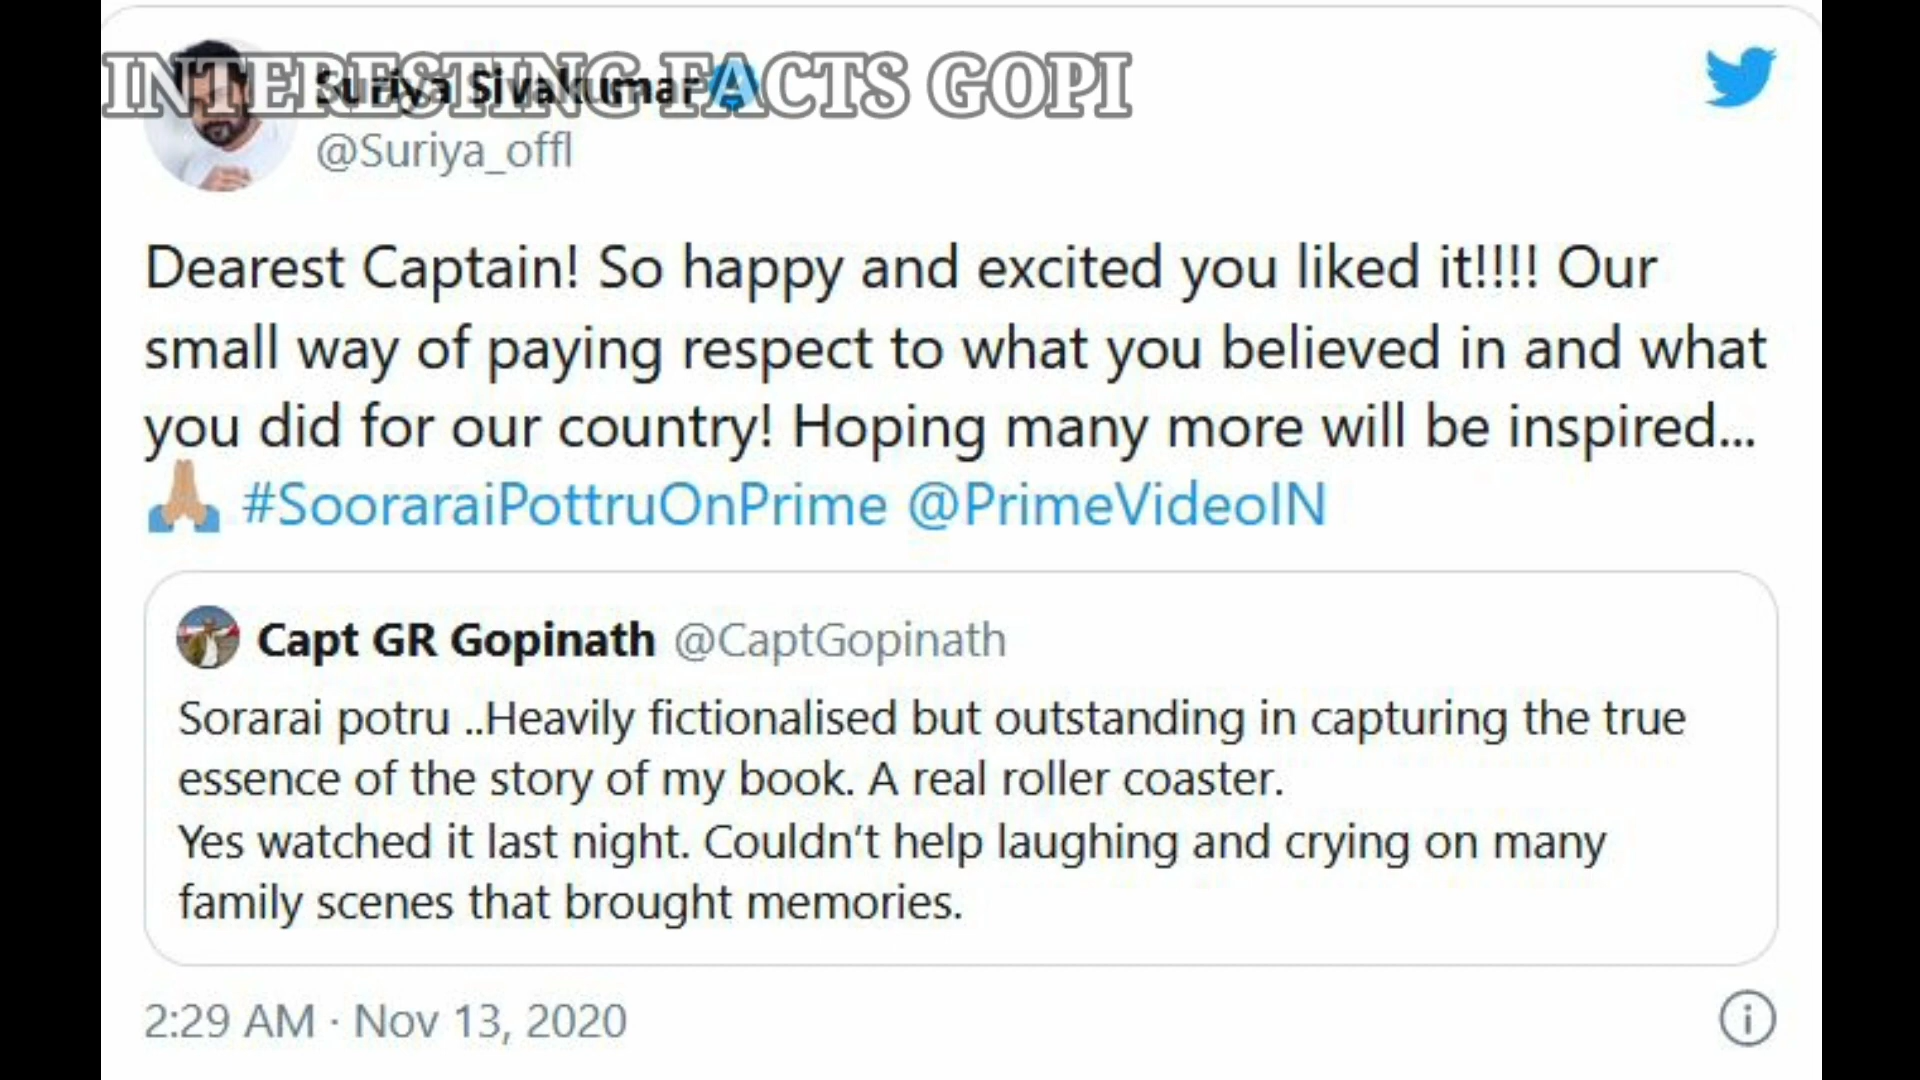 INTERESTING FACTS GOPI
Suriya Sivakumar
@Suriya_offl
Dearest Captain! So happy and excited you liked it!!!! Our
small way of paying respect to what you believed in and what
you did for our country! Hoping many more will be inspired...
🙏🏼 #SooraraiPottruOnPrime @PrimeVideoIN
Capt GR Gopinath @CaptGopinath
Sorarai potru ..Heavily fictionalised but outstanding in capturing the true
essence of the story of my book. A real roller coaster.
Yes watched it last night. Couldn’t help laughing and crying on many
family scenes that brought memories.
2:29 AM · Nov 13, 2020